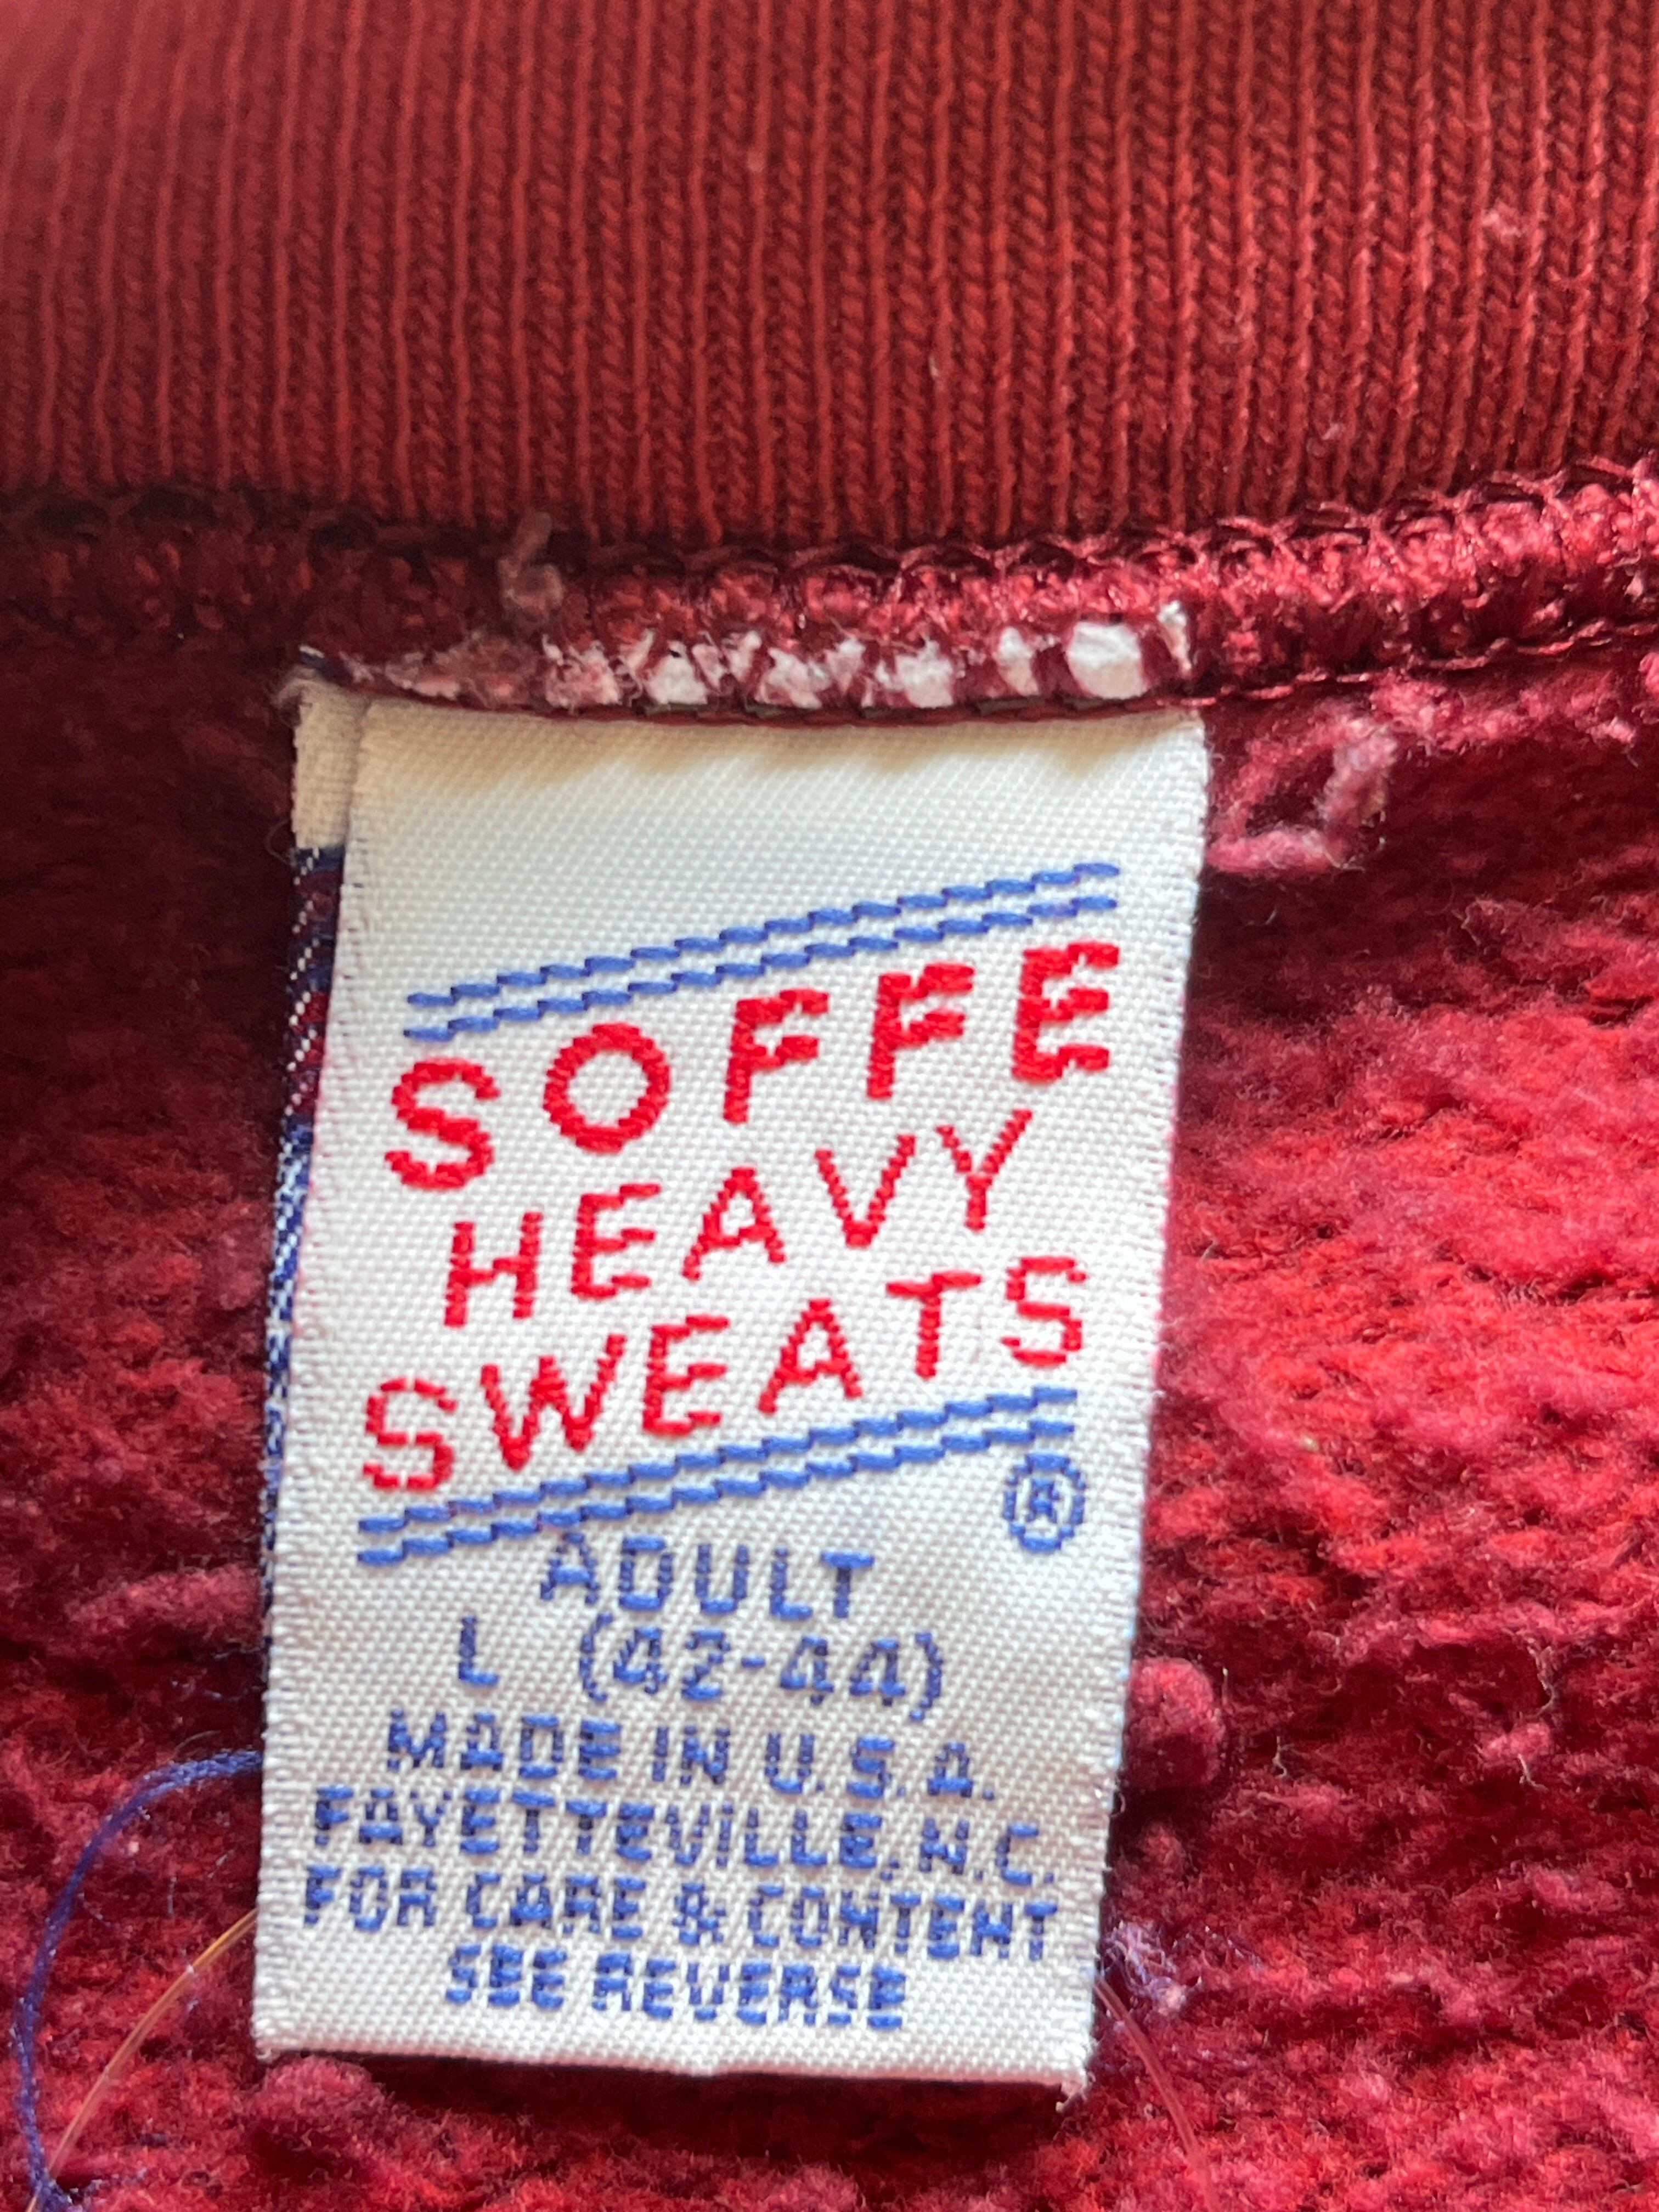 SOFFE
HEAVY
SWEATS
®
ADULT
L (42-44)
MADE IN U.S.A.
FAYETTEVILLE, N.C.
FOR CARE & CONTENT
SEE REVERSE